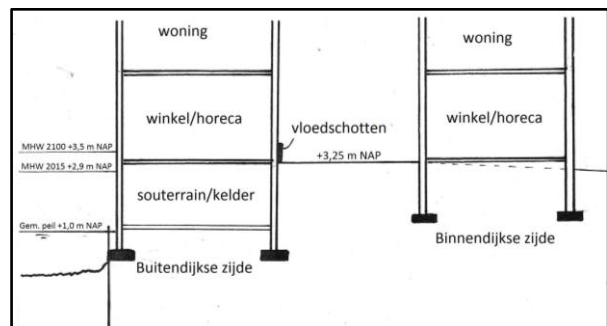 woning
woning
winkel/horeca
winkel/horeca
vloedschotten
MHW 2100 +3,5 m NAP
+3,25 m NAP
MHW 2015 +2,9 m NAP
souterrain/kelder
Gem. peil +1,0 m NAP
Binnendijkse zijde
Buitendijkse zijde